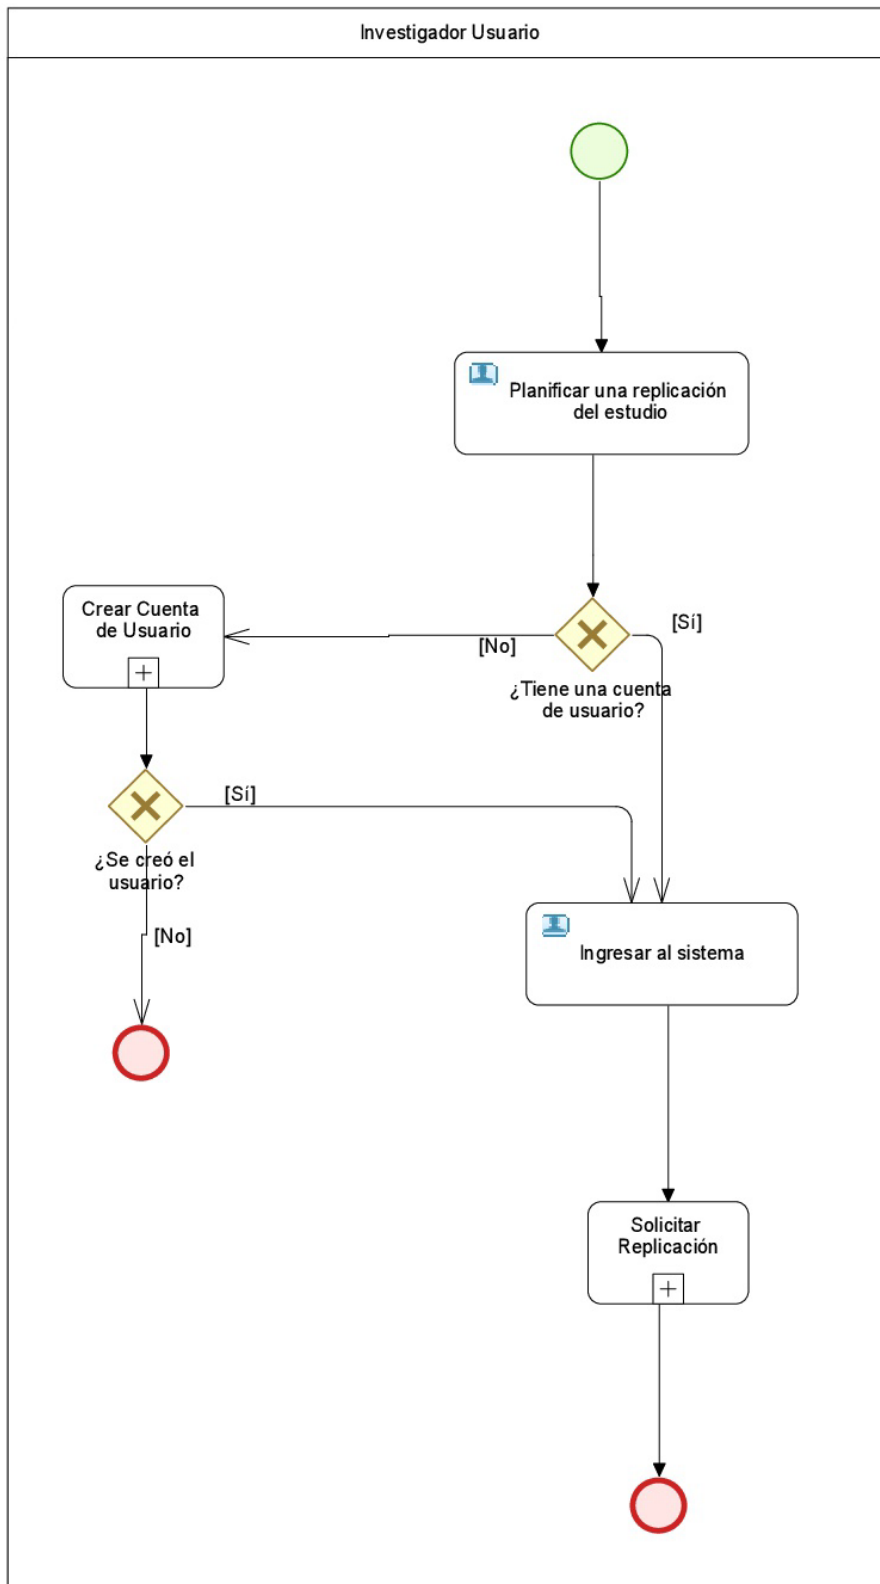 Investigador Usuario
Planificar una replicación
del estudio
Crear Cuenta
de Usuario
[No]
[Sí]
¿Tiene una cuenta
de usuario?
[Sí]
¿Se creó el
usuario?
[No]
Ingresar al sistema
Solicitar
Replicación